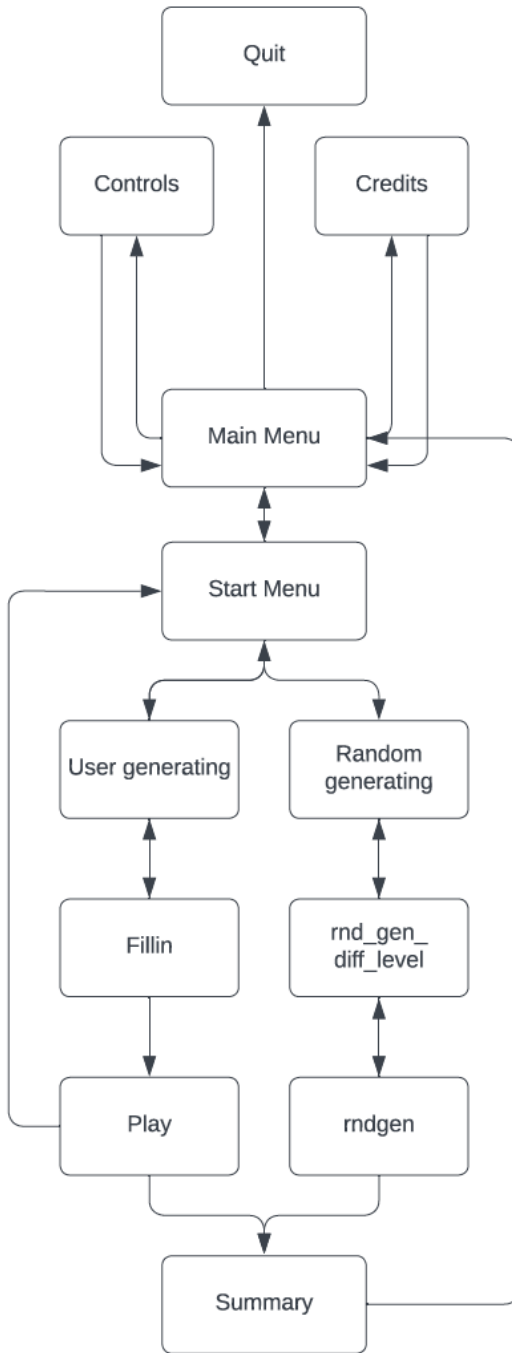 Quit
Controls
Credits
Main Menu
Start Menu
User generating
Random
generating
Fillin
rnd_gen_
diff_level
Play
rndgen
Summary